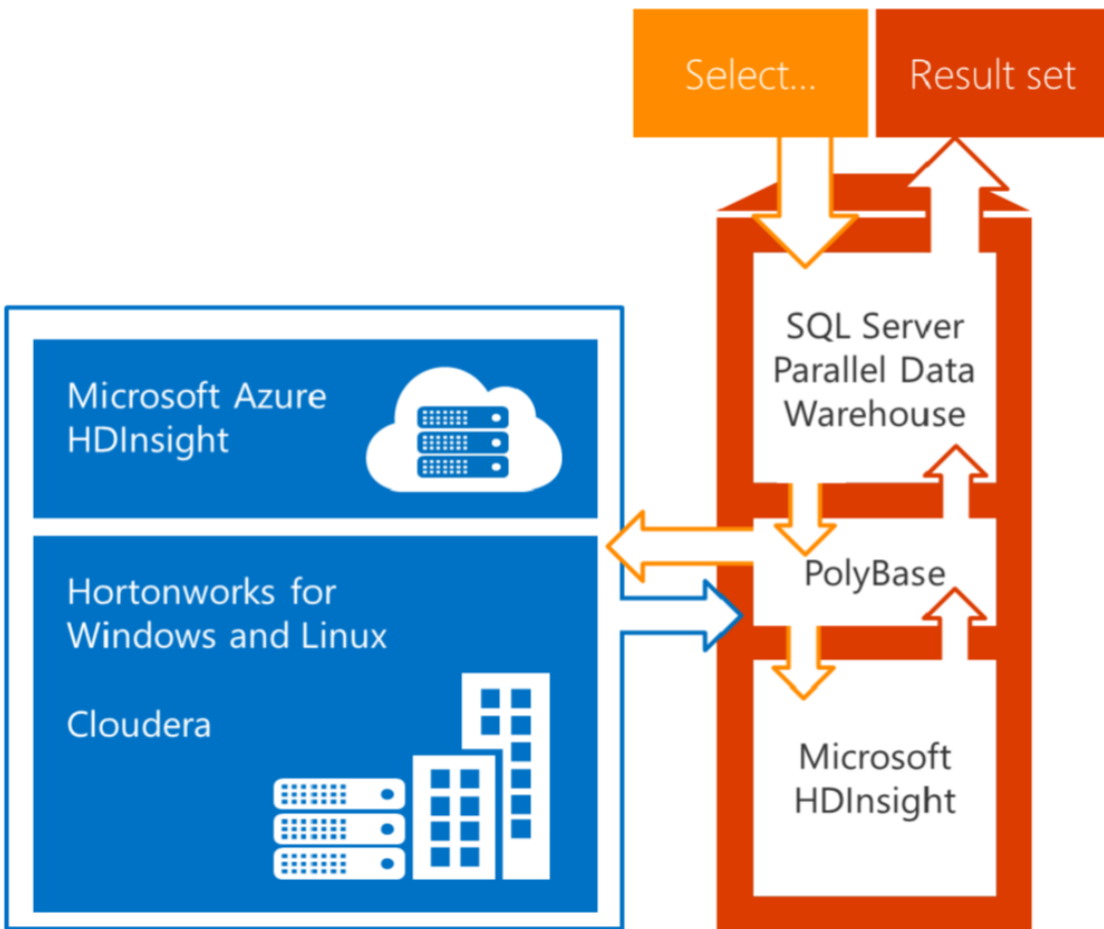 Select...
Result set
SQL Server
Parallel Data
Warehouse
Microsoft Azure
HDInsight
PolyBase
Hortonworks for
Windows and Linux
Cloudera
Microsoft
HDInsight